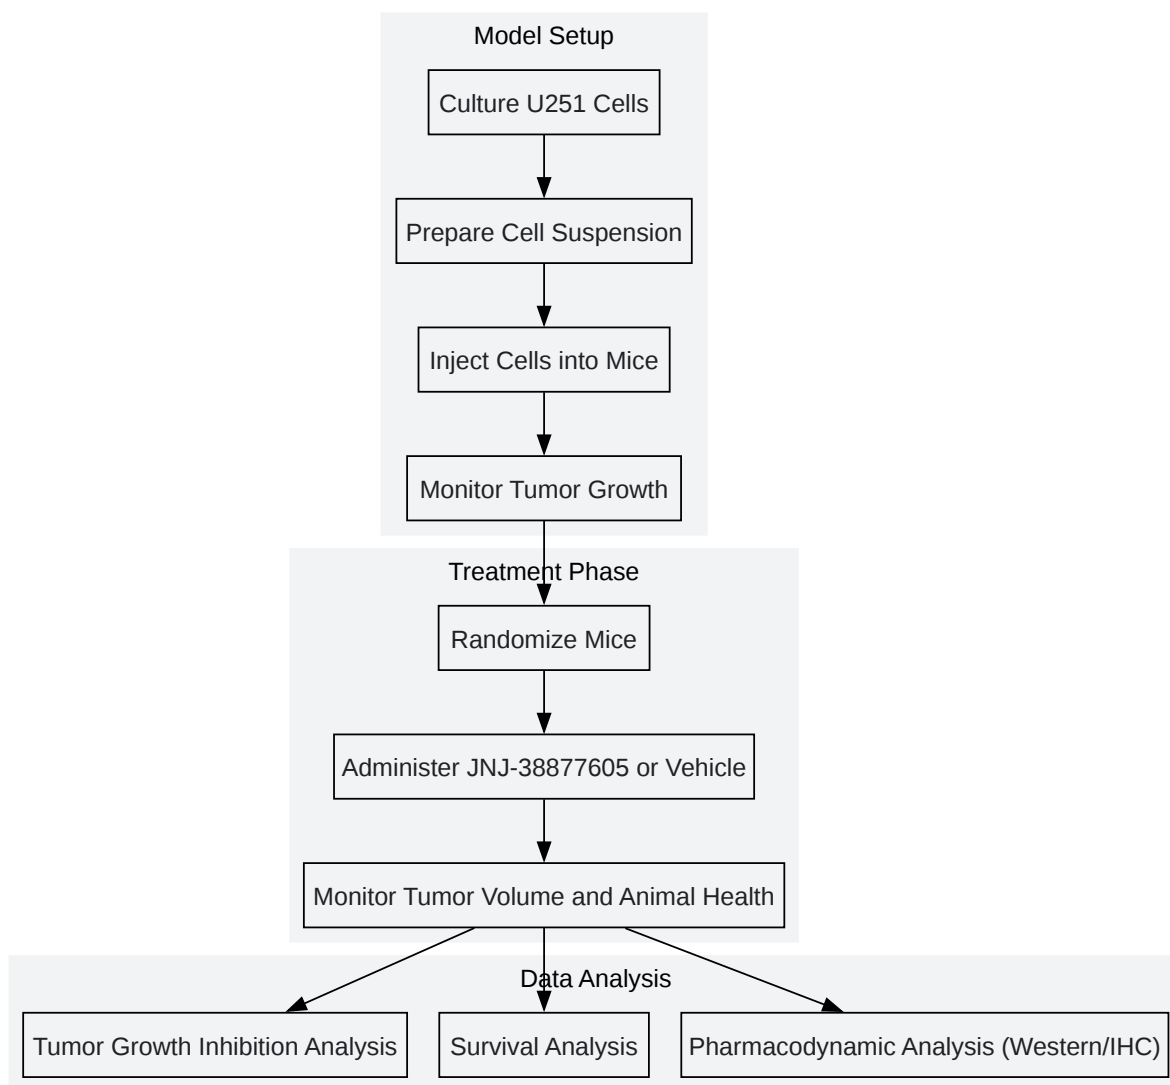 Model Setup
Culture U251 Cells
Prepare Cell Suspension
Inject Cells into Mice
Monitor Tumor Growth
Treatment Phase
Randomize Mice
Administer JNJ-38877605 or Vehicle
Monitor Tumor Volume and Animal Health
Data Analysis
Tumor Growth Inhibition Analysis
Survival Analysis
Pharmacodynamic Analysis (Western/IHC)